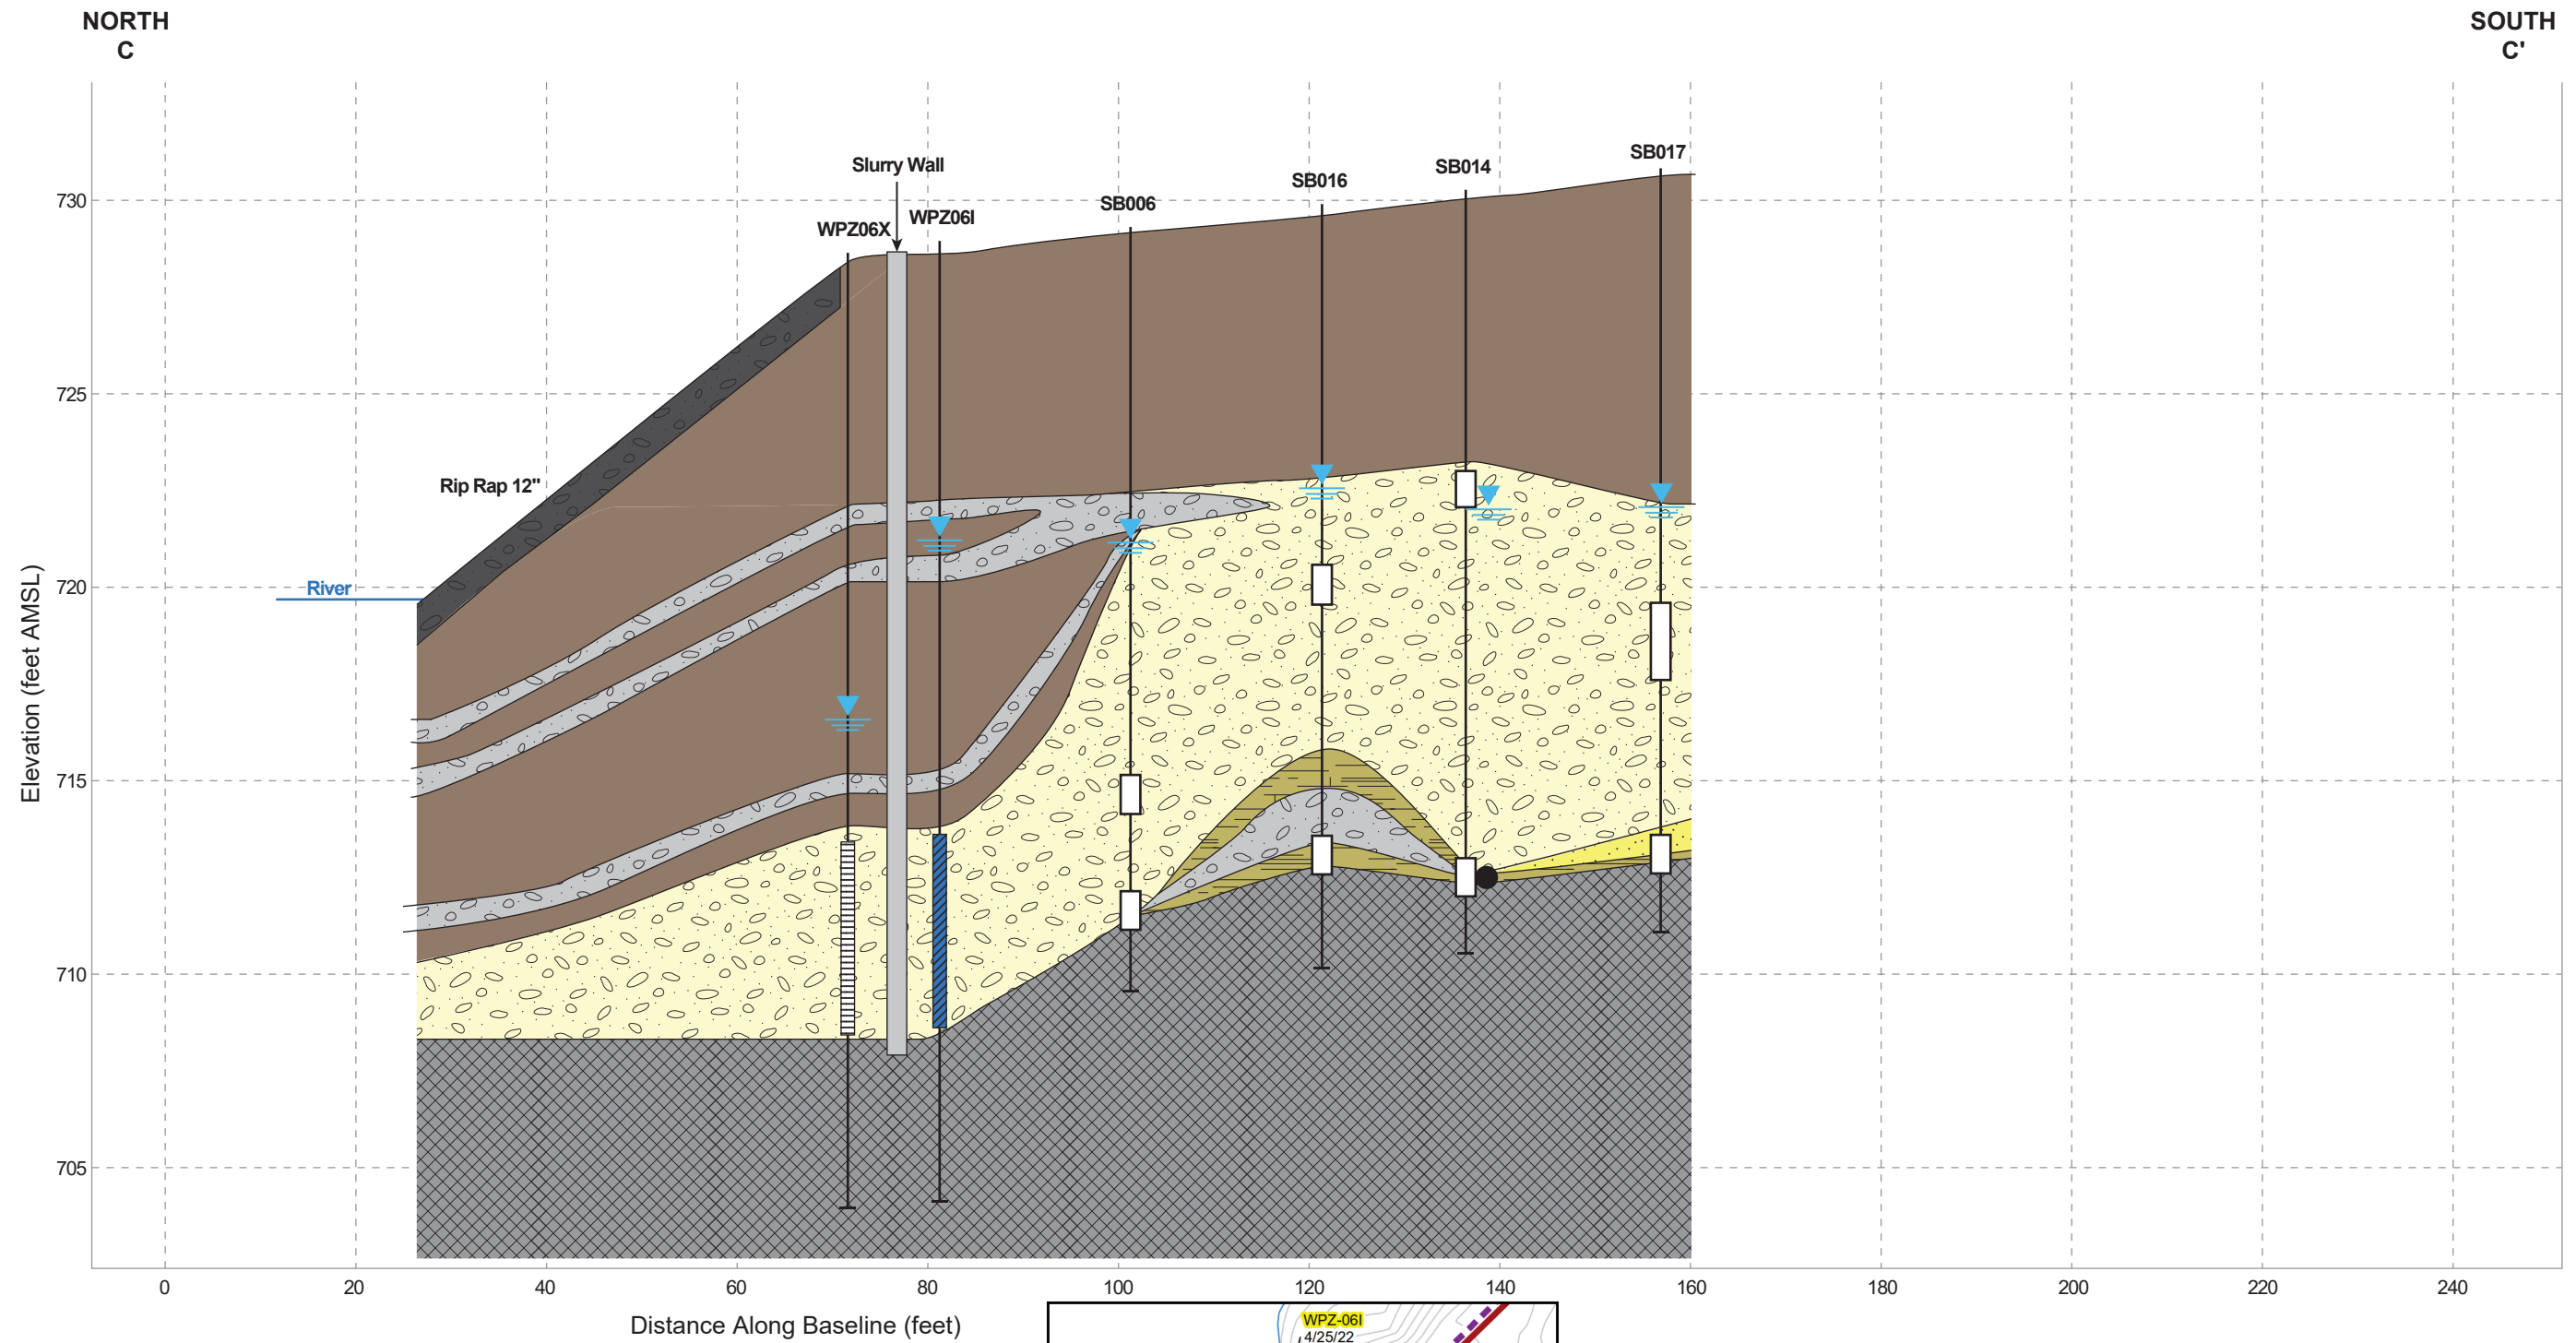 NORTH
C
SOUTH
C'
SB017
Slurry Wall
SB014
SB016
730
SB006
WPZ06I
WPZ06X
725
Rip Rap 12"
720
River
Elevation (feet AMSL)
715
710
705
0 20 40 60 80 100 120 140 160 180 200 220 240
Distance Along Baseline (feet)
WPZ-06I
4/25/22